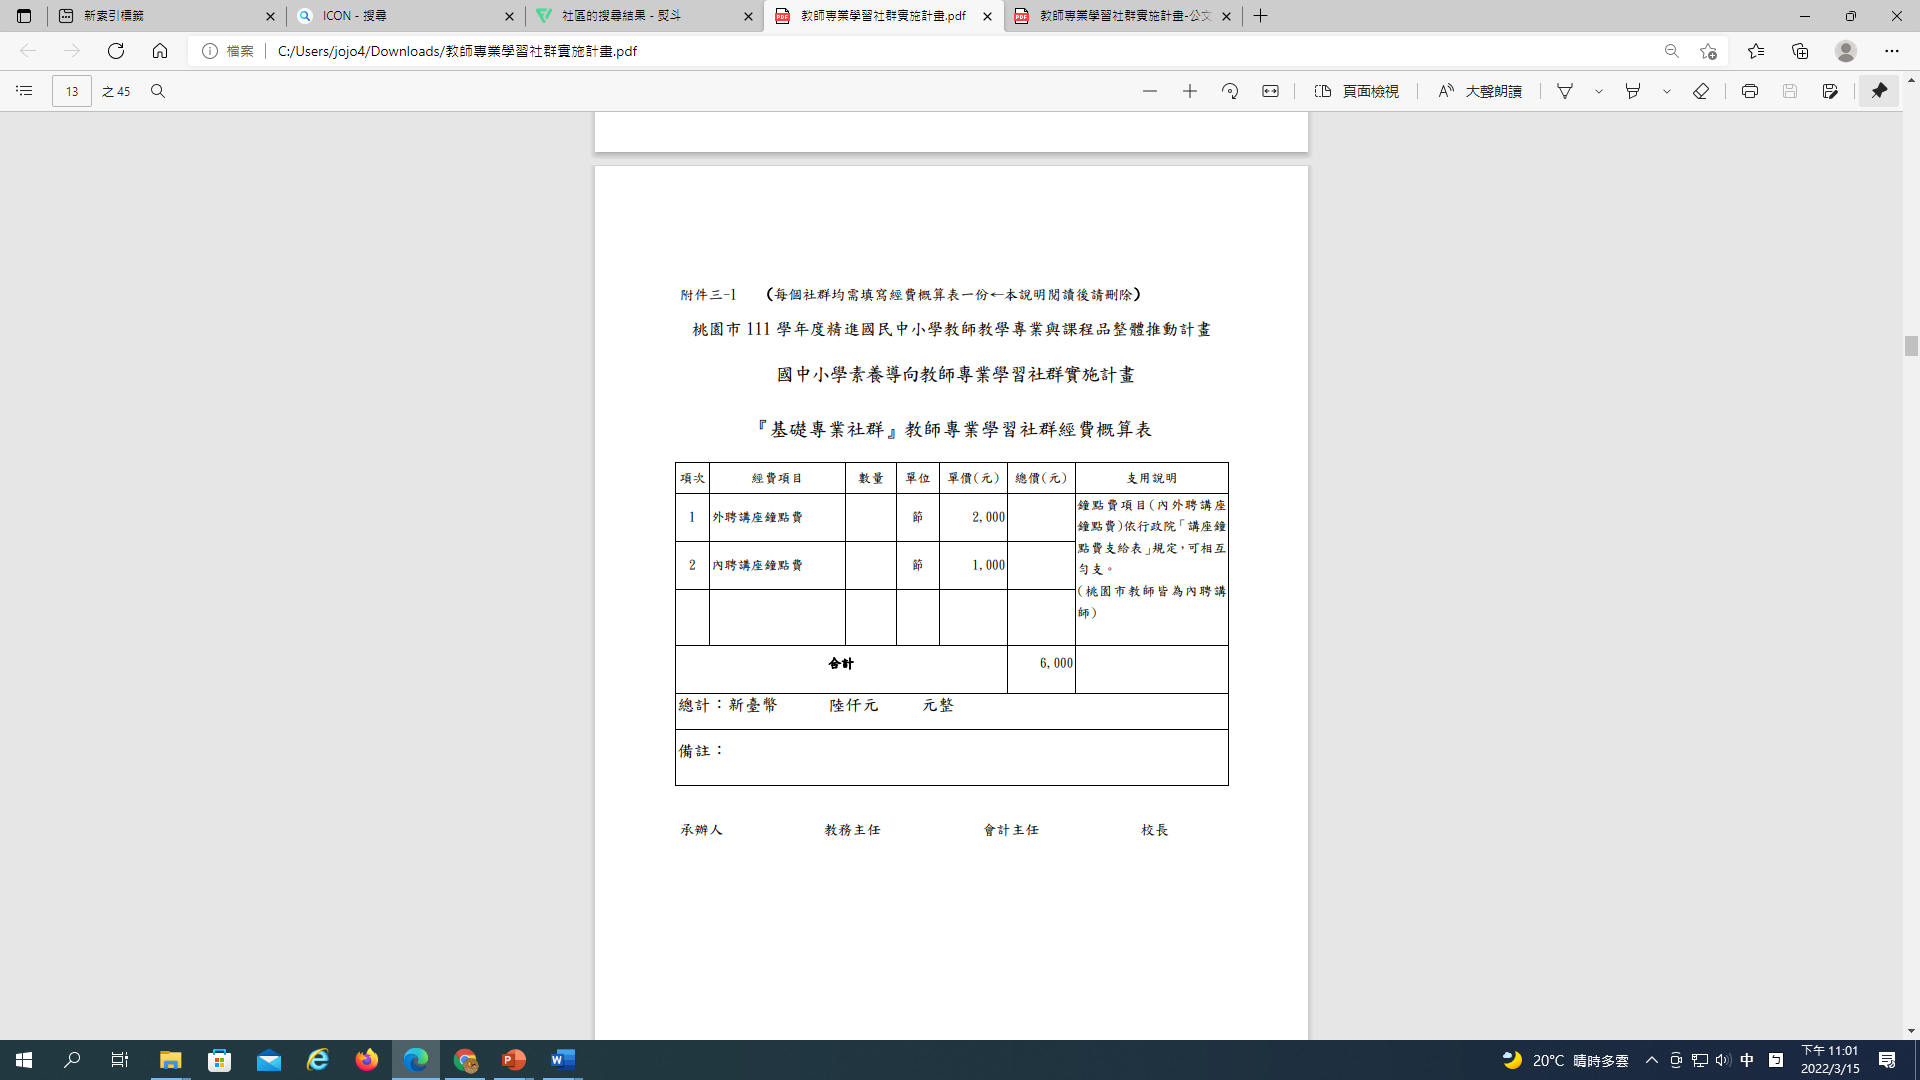 新索引標籤
ICON - 搜尋
社區的搜尋結果 - 熨斗
教師專業學習社群實施計畫.pdf
教師專業學習社群實施計畫-公文
檔案
C:/Users/jojo4/Downloads/教師專業學習社群實施計畫.pdf
13
之 45
頁面檢視
大聲朗讀
附件三-1 (每個社群均需填寫經費概算表一份←本說明閱讀後請刪除)
桃園市 111 學年度精進國民中小學教師教學專業與課程品整體推動計畫
國中小學素養導向教師專業學習社群實施計畫
『基礎專業社群』教師專業學習社群經費概算表
項次 經費項目 數量 單位 單價(元) 總價(元) 支用說明
1 外聘講座鐘點費 節 2,000
2 內聘講座鐘點費 節 1,000
鐘點費項目(內外聘講座
鐘點費)依行政院「講座鐘
點費支給表」規定，可相互
勻支。
(桃園市教師皆為內聘講
師)
合計 6,000
總計：新臺幣 陸仟元 元整
備註：
承辦人 教務主任 會計主任 校長
20°C 晴時多雲
中
下午 11:01
2022/3/15